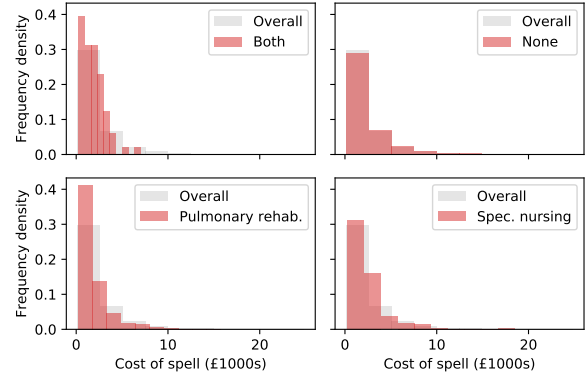 Frequency density
0.4
0.3
0.2
0.1
0.0
Overall
Both
Overall
None
Frequency density
0.4
0.3
0.2
0.1
0.0
Overall
Pulmonary rehab.
Overall
Spec. nursing
0 10 20
0 10 20
Cost of spell (£1000s)
Cost of spell (£1000s)